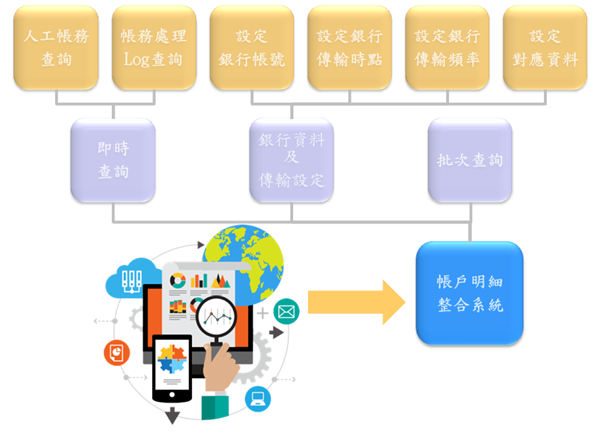 人工帳務
查詢
帳務處理
Log查詢
設定
銀行帳號
設定銀行
傳輸時點
設定銀行
傳輸頻率
設定
對應資料
即時
查詢
銀行資料
及
傳輸設定
批次查詢
帳戶明細
整合系統